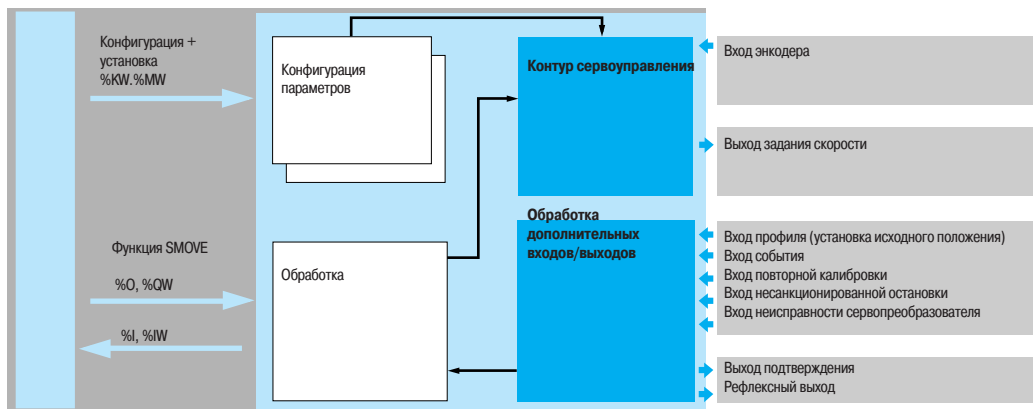 Конфигурация +
установка
%KW.%MW
Конфигурация
параметров
Контур сервоуправления
Вход энкодера
Выход задания скорости
Функция SMOVE
%O, %QW
%I, %IW
Обработка
Обработка
дополнительных
входов/выходов
Вход профиля (установка исходного положения)
Вход события
Вход повторной калибровки
Вход несанкционированной остановки
Вход неисправности сервопреобразователя
Выход подтверждения
Рефлексный выход